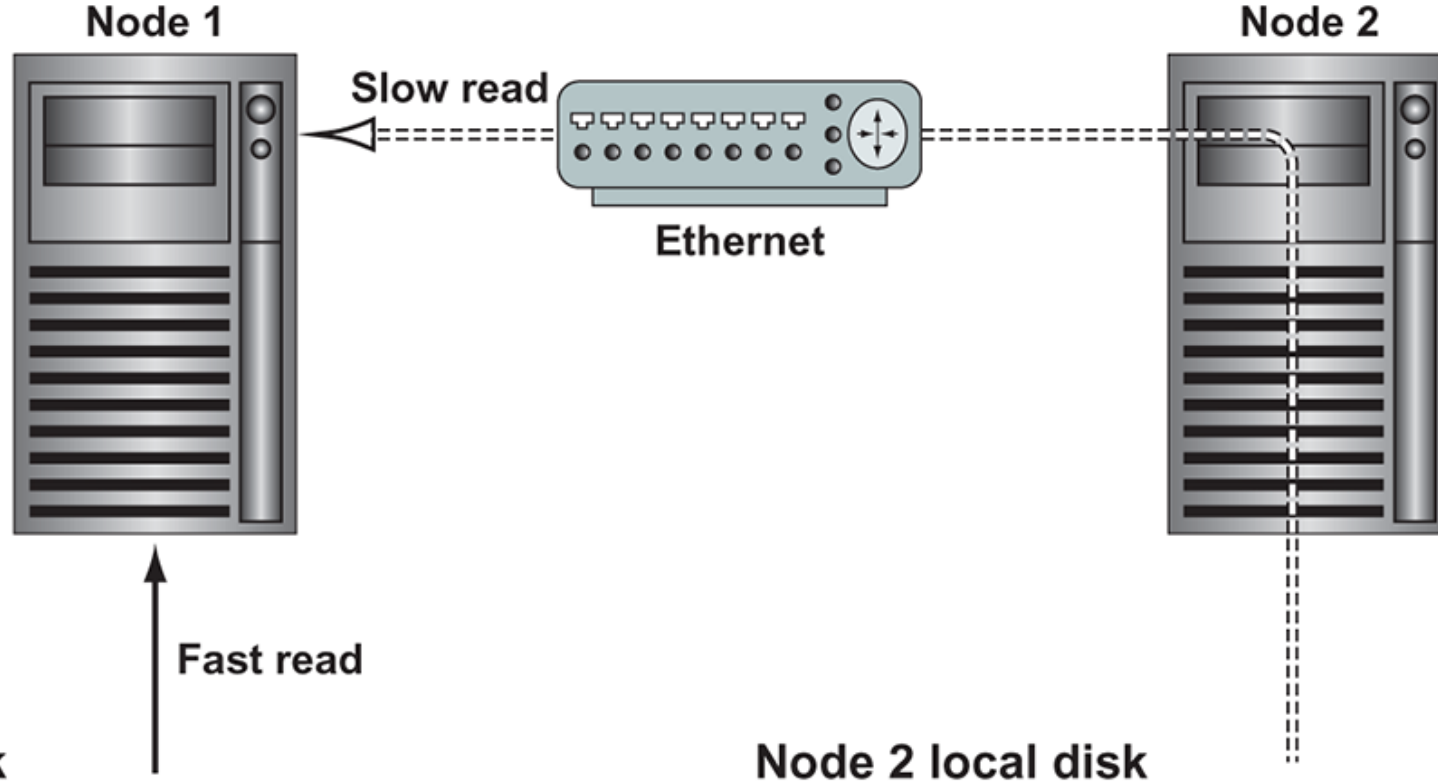 Node 1
Node 2
Slow read
Ethernet
Fast read
Node 2 local disk